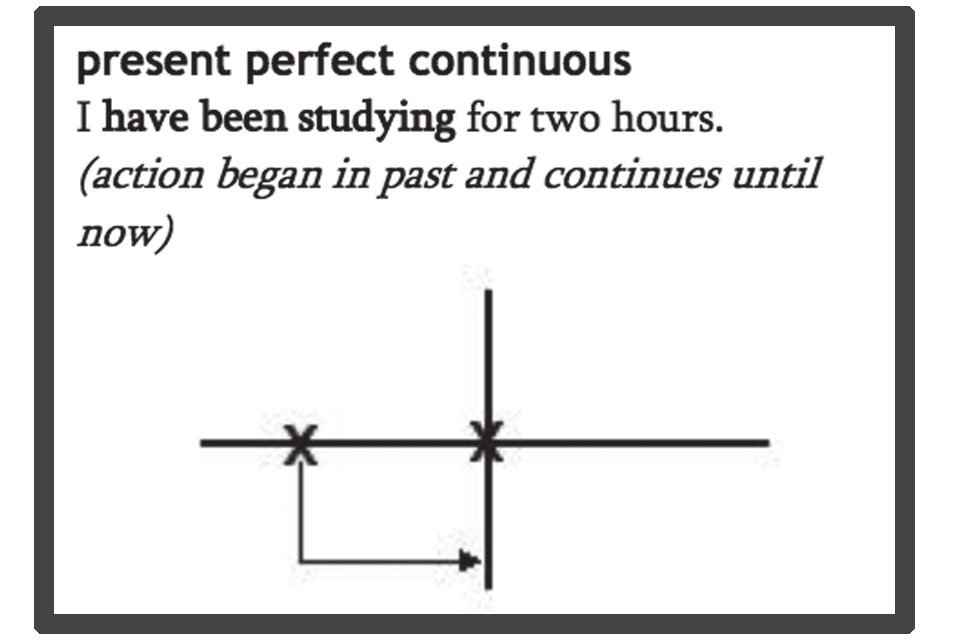 present perfect continuous
I have been studying for two hours.
(action began in past and continues until
now)
X X